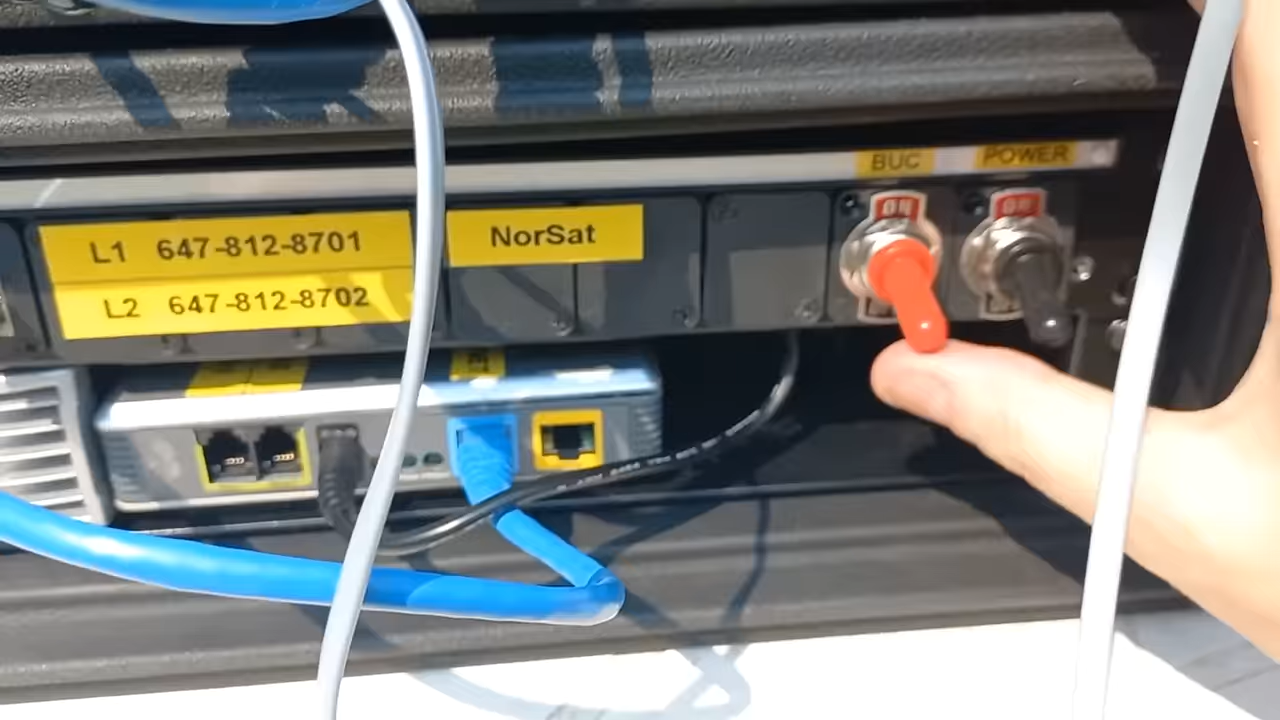 BUC
POWER
ON
ON
L1 647-812-8701
L2 647-812-8702
NorSat